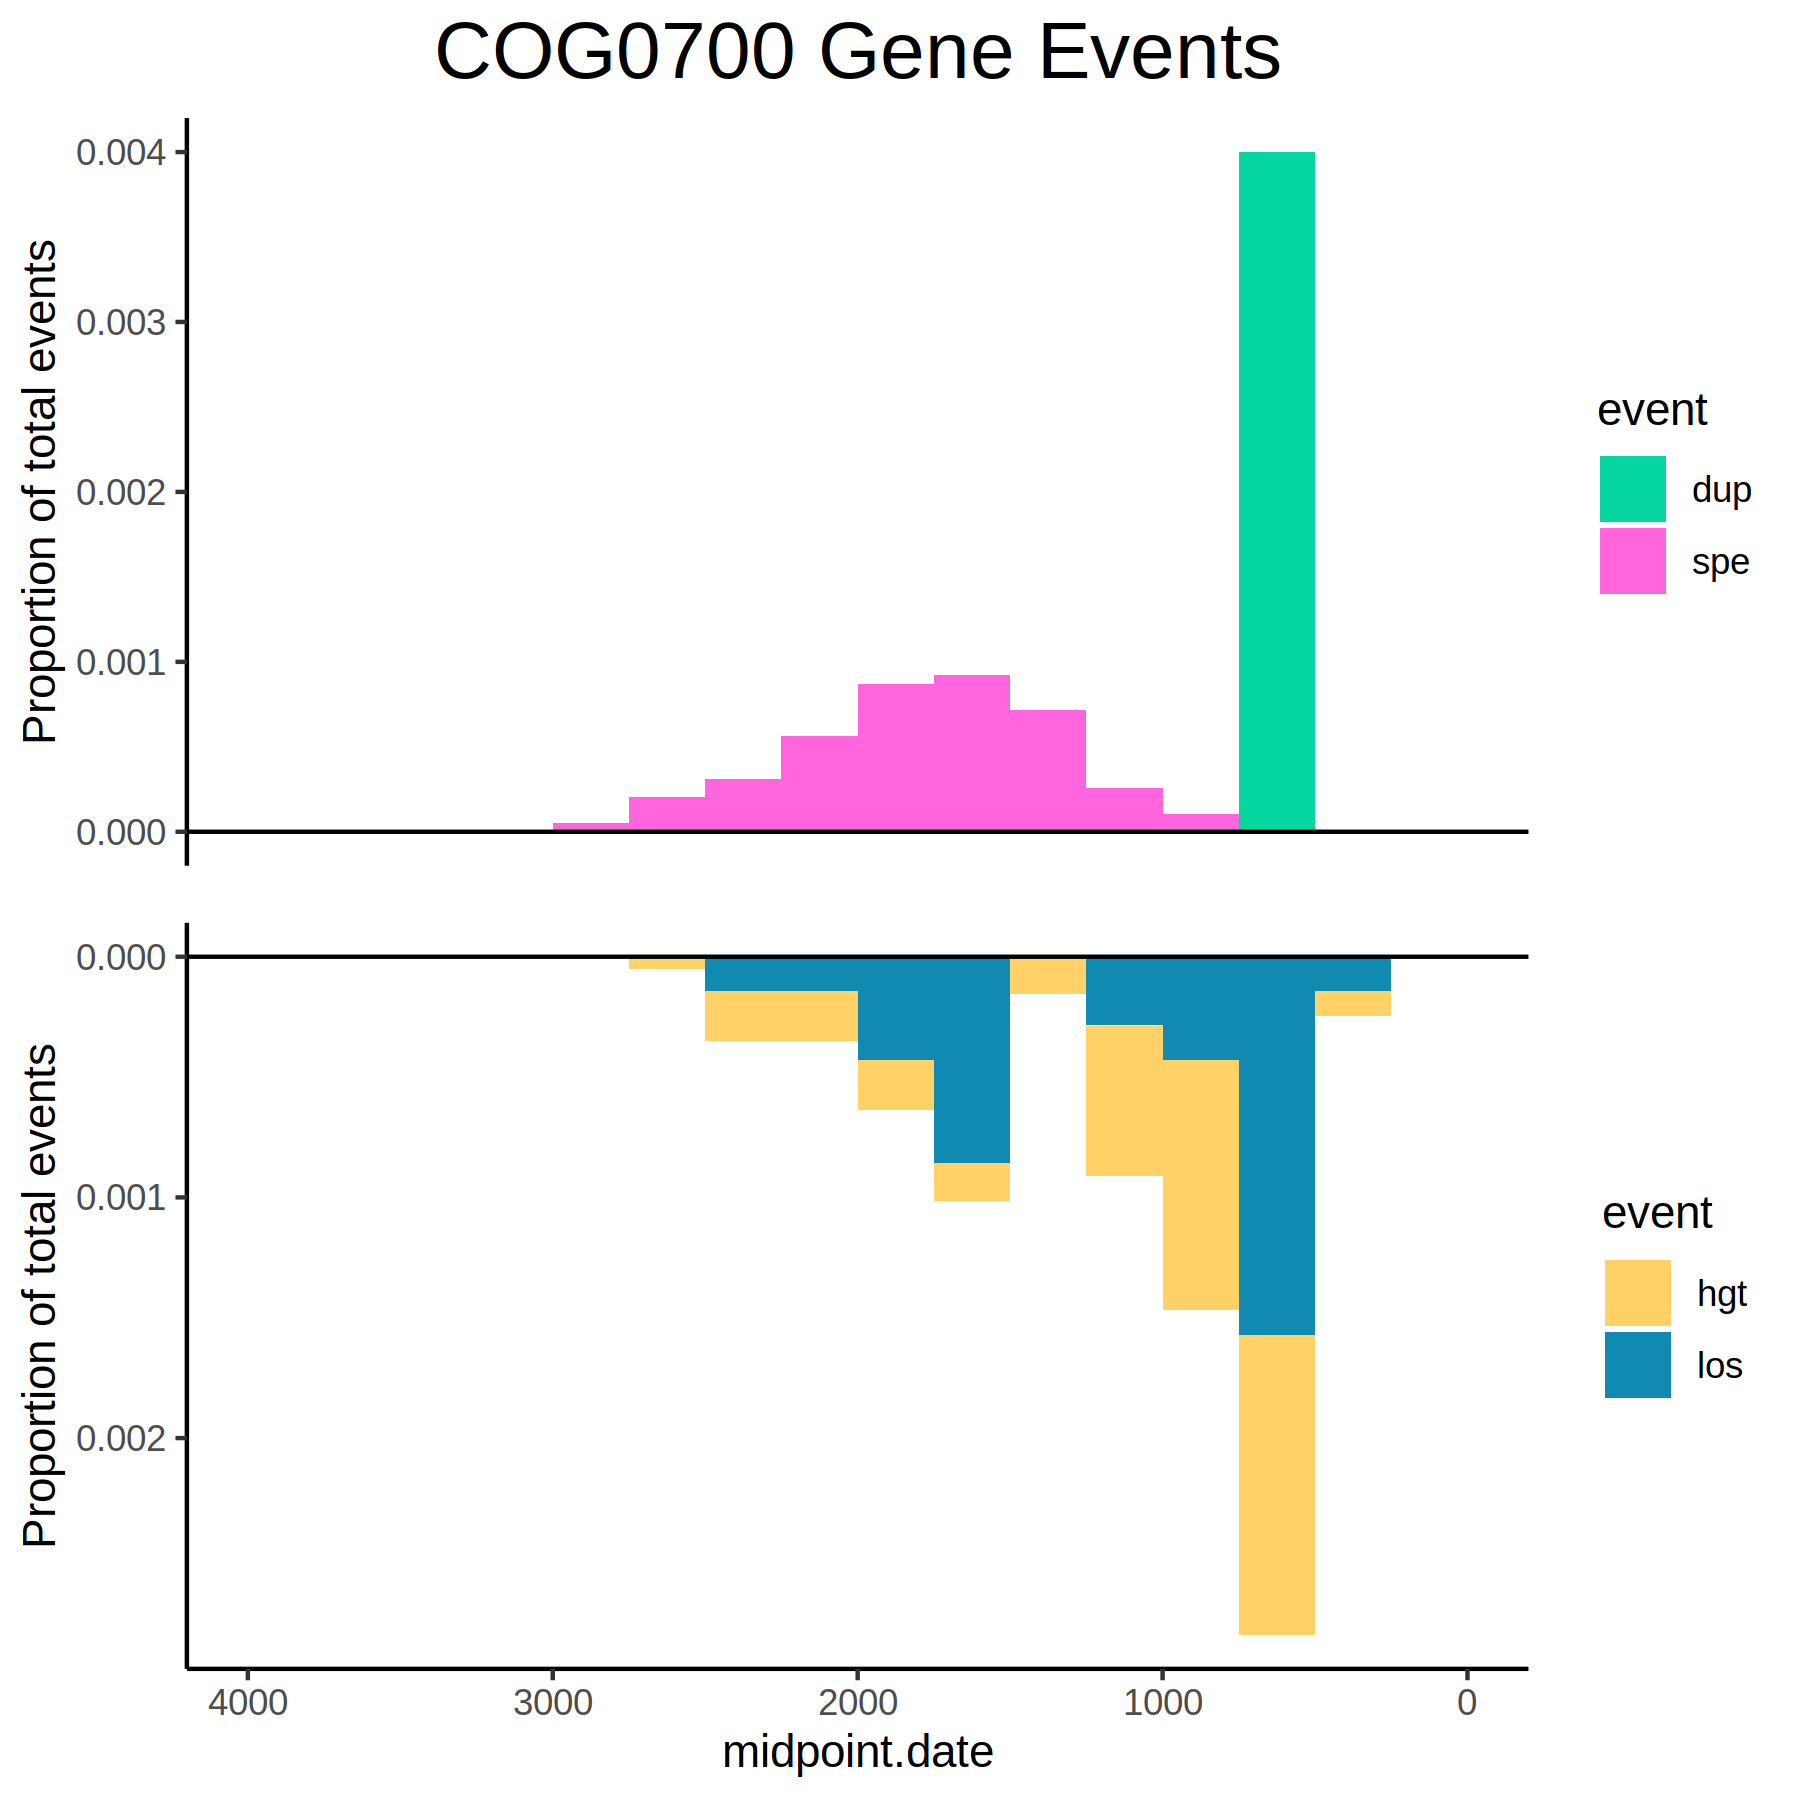 COG0700 Gene Events
Proportion of total events
0.004
0.003
0.002
0.001
0.000
event
dup
spe
Proportion of total events
0.000
0.001
0.002
event
hgt
los
4000 3000 2000 1000 0
midpoint.date